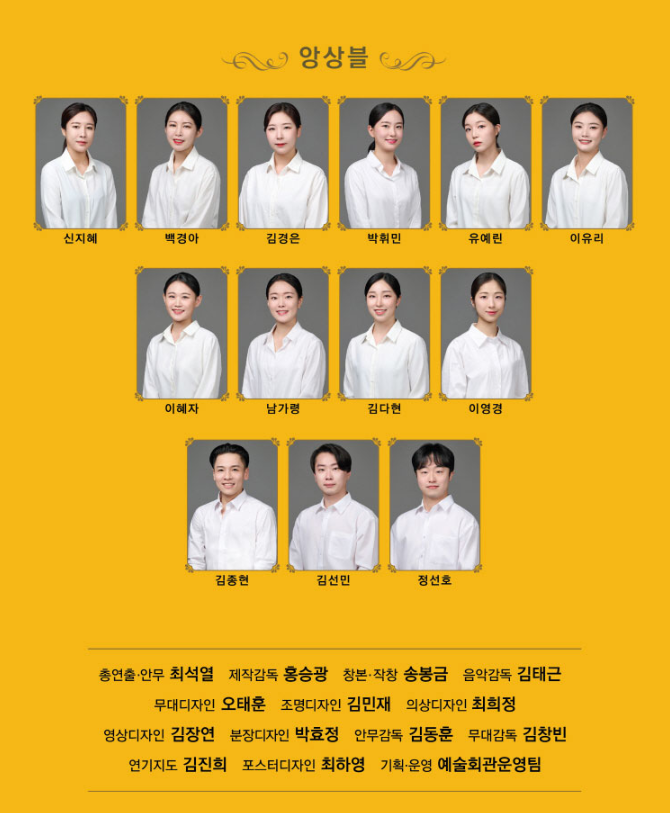 앙상블
신지혜 백경아 김경은 박휘민 유예린 이유리
이혜자 남가령 김다현 이영경
김종현 김선민 정선호
총연출·안무 최석열 제작감독 홍승광 창본·작창 송봉금 음악감독 김태근
무대디자인 오태훈 조명디자인 김민재 의상디자인 최희정
영상디자인 김장연 분장디자인 박효정 안무감독 김동훈 무대감독 김창빈
연기지도 김진희 포스터디자인 최하영 기획·운영 예술회관운영팀